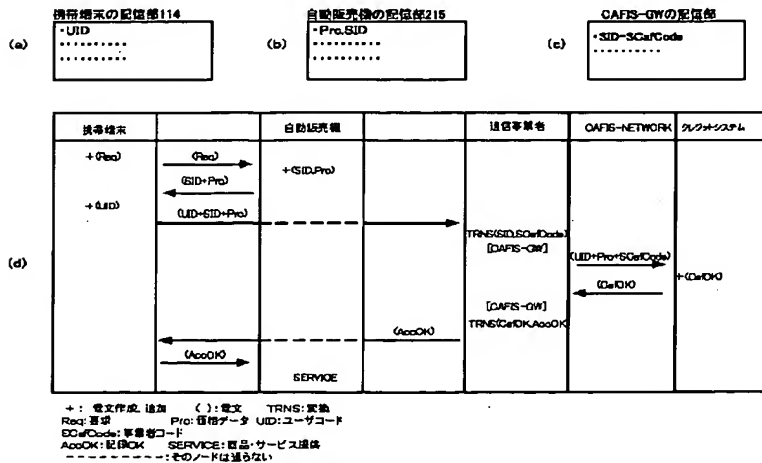 携帯端末の記憶部114
自動販売機の記憶部215
CAFIS-GWの記憶部
(a)
・UID
(b)
・Pro.SID
(c)
・SID-SCafCode
携帯端末
自動販売機
通信事業者
CAFIS-NETWORK
クレジットシステム
+(Req)
(Req)
+(SID.Pro)
(SID+Pro)
+(UID)
(UID+SID+Pro)
TRNS(SID,SCafCode)
[CAFIS-GW]
(d)
(UID+Pro+SCafCode)
+(CafOK)
(CafOK)
[CAFIS-GW]
(AccOK)
TRNS(CafOK,AccOK)
(AccOK)
SERVICE
+ : 電文作成、追加 ( ):電文 TRNS:変換
Req:要求 Pro:価格データ UID:ユーザコード
SCafCode:事業者コード
AccOK:記録OK SERVICE:商品・サービス提供
----------:そのノードは通らない